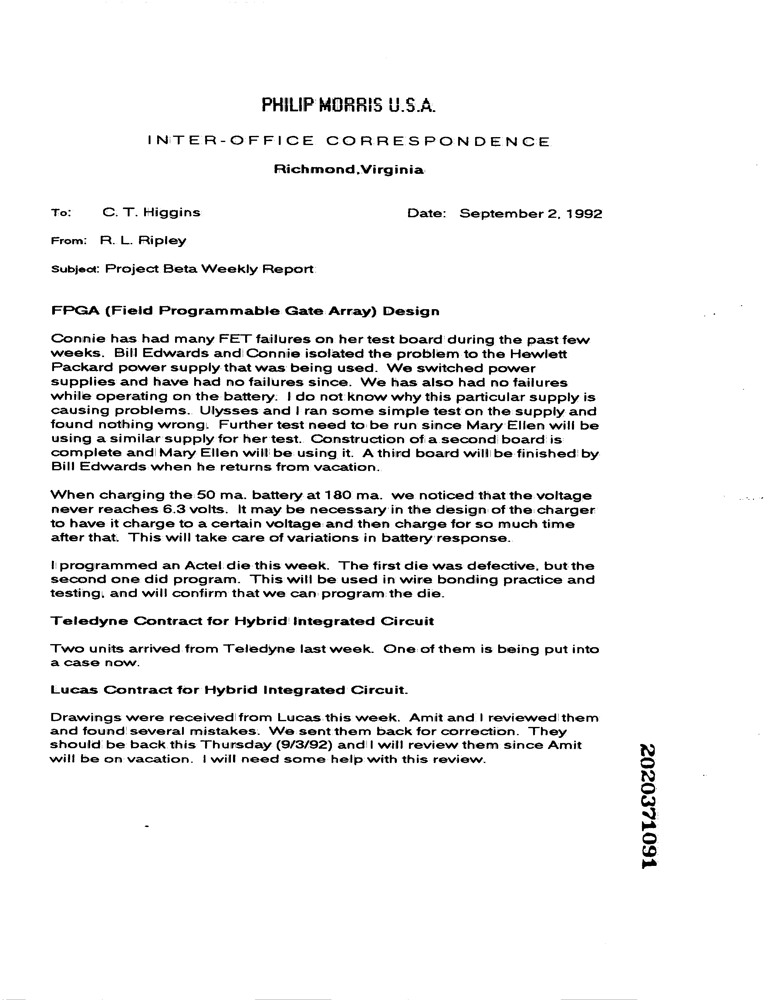 PHILIP MORRIS U.S.A.
INTER-OFFICE CORRESPONDENCE
Richmond, Virginia
To: C. T. Higgins Date: September 2, 1992
From: R. L. Ripley
Subject: Project Beta Weekly Report
FPGA (Field Programmable Gate Array) Design
Connie has had many FET failures on her test board during the past few
weeks. Bill Edwards and Connie isolated the problem to the Hewlett
Packard power supply that was being used. We switched power
supplies and have had no failures since. We has also had no failures
while operating on the battery. I do not know why this particular supply is
causing problems. Ulysses and I ran some simple test on the supply and
found nothing wrong. Further test need to be run since Mary Ellen will be
using a similar supply for her test. Construction of a second board is
complete and Mary Ellen will be using it. A third board will be finished by
Bill Edwards when he returns from vacation.
When charging the 50 ma. battery at 180 ma. we noticed that the voltage
never reaches 6.3 volts. It may be necessary in the design of the charger
to have it charge to a certain voltage and then charge for so much time
after that. This will take care of variations in battery response.
I programmed an Actel die this week. The first die was defective, but the
second one did program. This will be used in wire bonding practice and
testing, and will confirm that we can program the die.
Teledyne Contract for Hybrid Integrated Circuit
Two units arrived from Teledyne last week. One of them is being put into
a case now.
Lucas Contract for Hybrid Integrated Circuit.
Drawings were received from Lucas this week. Amit and I reviewed them
and found several mistakes. We sent them back for correction. They
should be back this Thursday (9/3/92) and I will review them since Amit
will be on vacation. I will need some help with this review.
2020371091